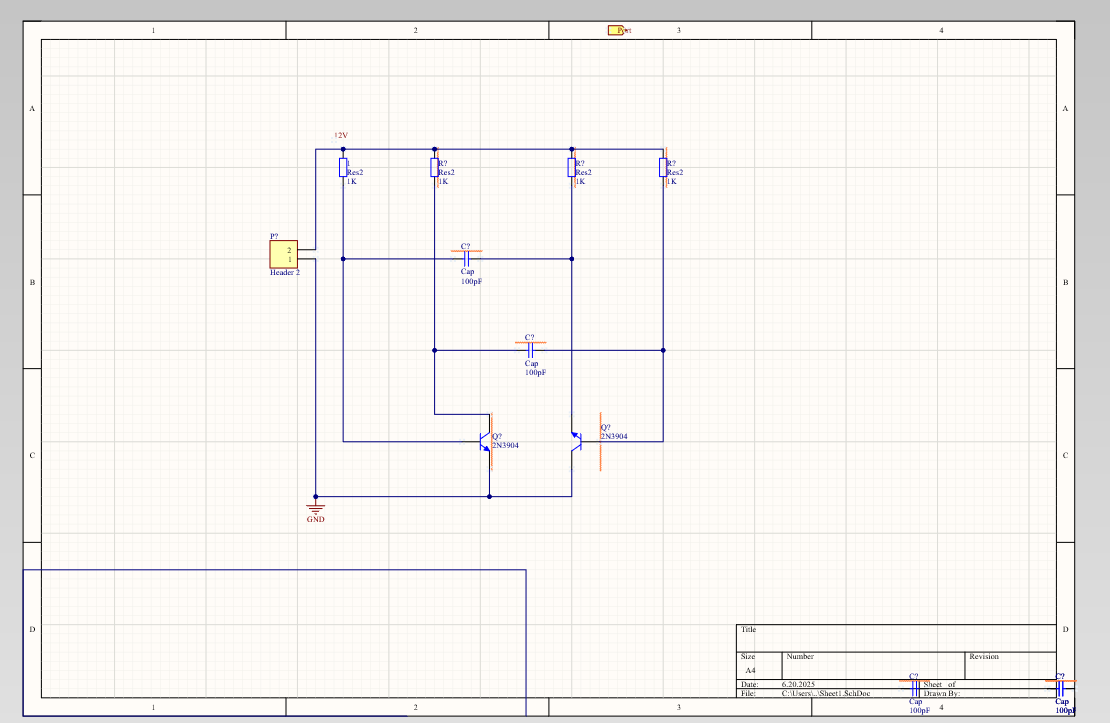 1
2
Port
3
4
A
A
12V
1
Res2
1K
R?
Res2
1K
R?
Res2
1K
R?
Res2
1K
P?
2
1
Header 2
C?
Cap
100pF
B
B
C?
Cap
100pF
Q?
2N3904
Q?
2N3904
C
C
GND
D
D
Title
Size
Number
Revision
A4
Date:
6.20.2025
Sheet of
File:
C:\Users\..\Sheet1.SchDoc
Drawn By:
C?
Cap
100pF
C?
Cap
100pF
1
2
3
4